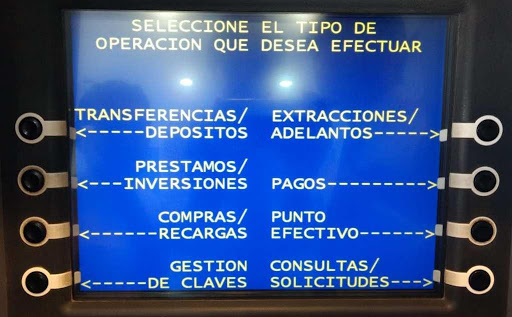 SELECCIONE EL TIPO DE
OPERACION QUE DESEA EFECTUAR
TRANSFERENCIAS/ EXTRACCIONES/
<-----DEPOSITOS ADELANTOS----->
PRESTAMOS/
<---INVERSIONES PAGOS--------->
COMPRAS/ PUNTO
<-----RECARGAS EFECTIVO------>
GESTION CONSULTAS/
<-----DE CLAVES SOLICITUDES--->